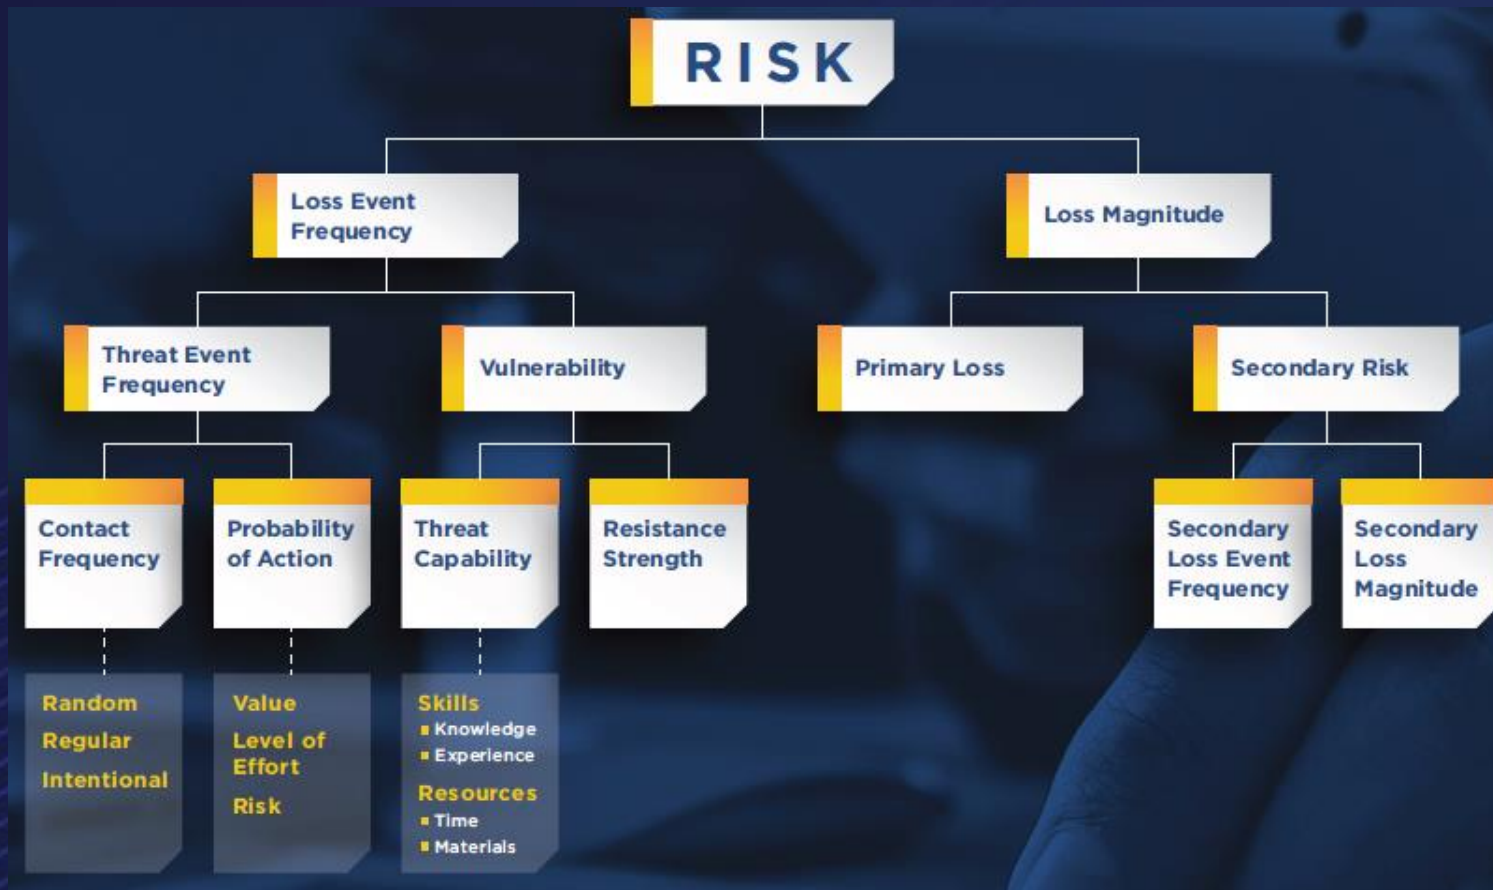 RISK
Loss Event
Frequency
Loss Magnitude
Threat Event
Frequency
Vulnerability
Primary Loss
Secondary Risk
Contact
Frequency
Probability
of Action
Threat
Capability
Resistance
Strength
Secondary
Loss Event
Frequency
Secondary
Loss
Magnitude
Random
Regular
Intentional
Value
Level of
Effort
Risk
Skills
Knowledge
Experience
Resources
Time
Materials